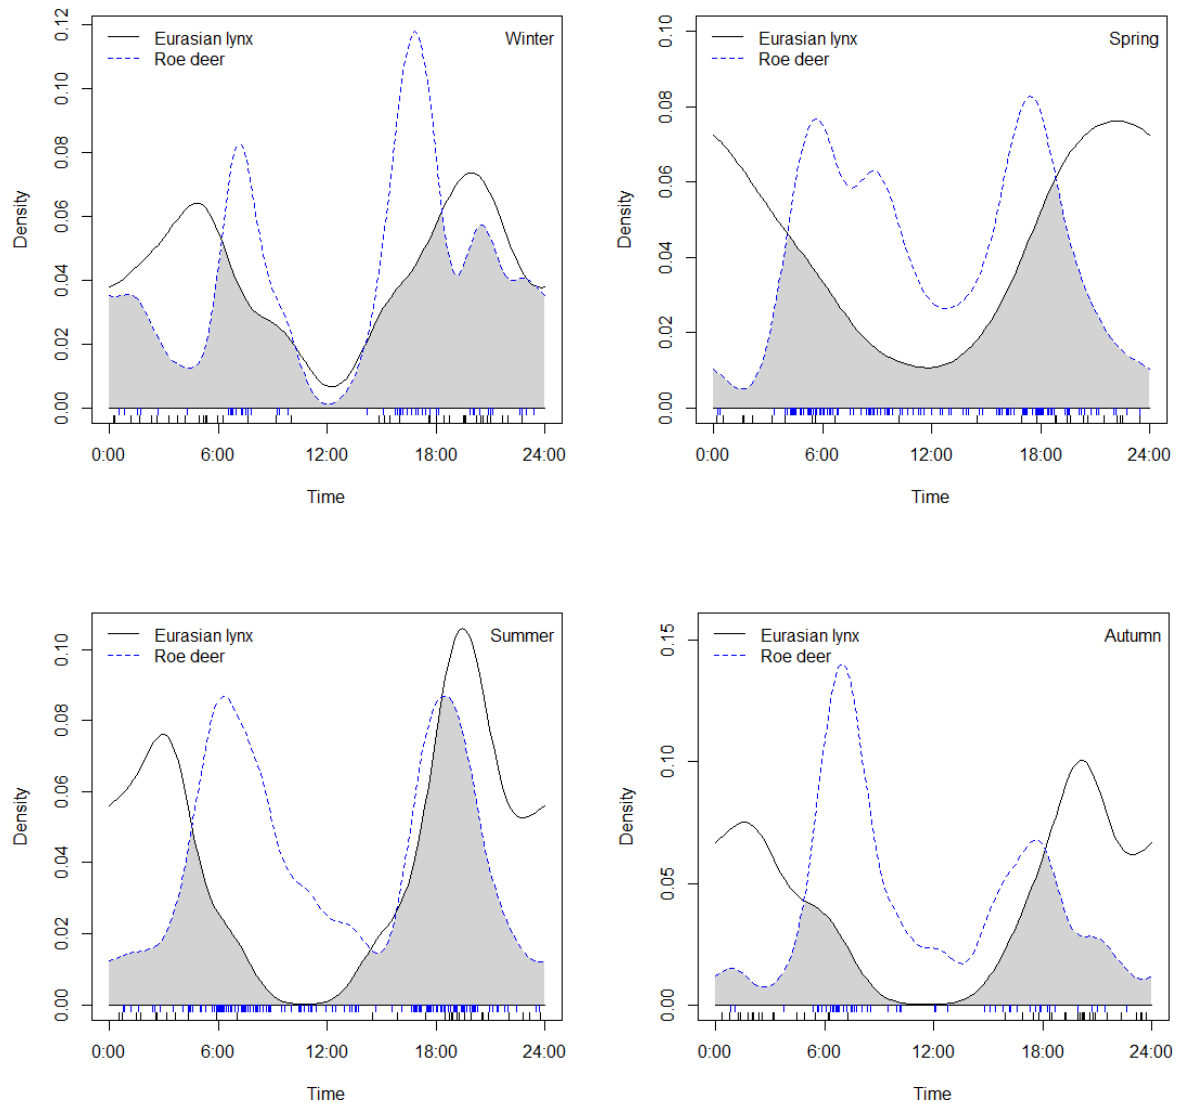 Eurasian lynx
Roe deer
Winter
Density
0.00 0.02 0.04 0.06 0.08 0.10 0.12
0:00 6:00 12:00 18:00 24:00
Time
Eurasian lynx
Roe deer
Spring
Density
0.00 0.02 0.04 0.06 0.08 0.10
0:00 6:00 12:00 18:00 24:00
Time
Eurasian lynx
Roe deer
Summer
Density
0.00 0.02 0.04 0.06 0.08 0.10
0:00 6:00 12:00 18:00 24:00
Time
Eurasian lynx
Roe deer
Autumn
Density
0.00 0.05 0.10 0.15
0:00 6:00 12:00 18:00 24:00
Time